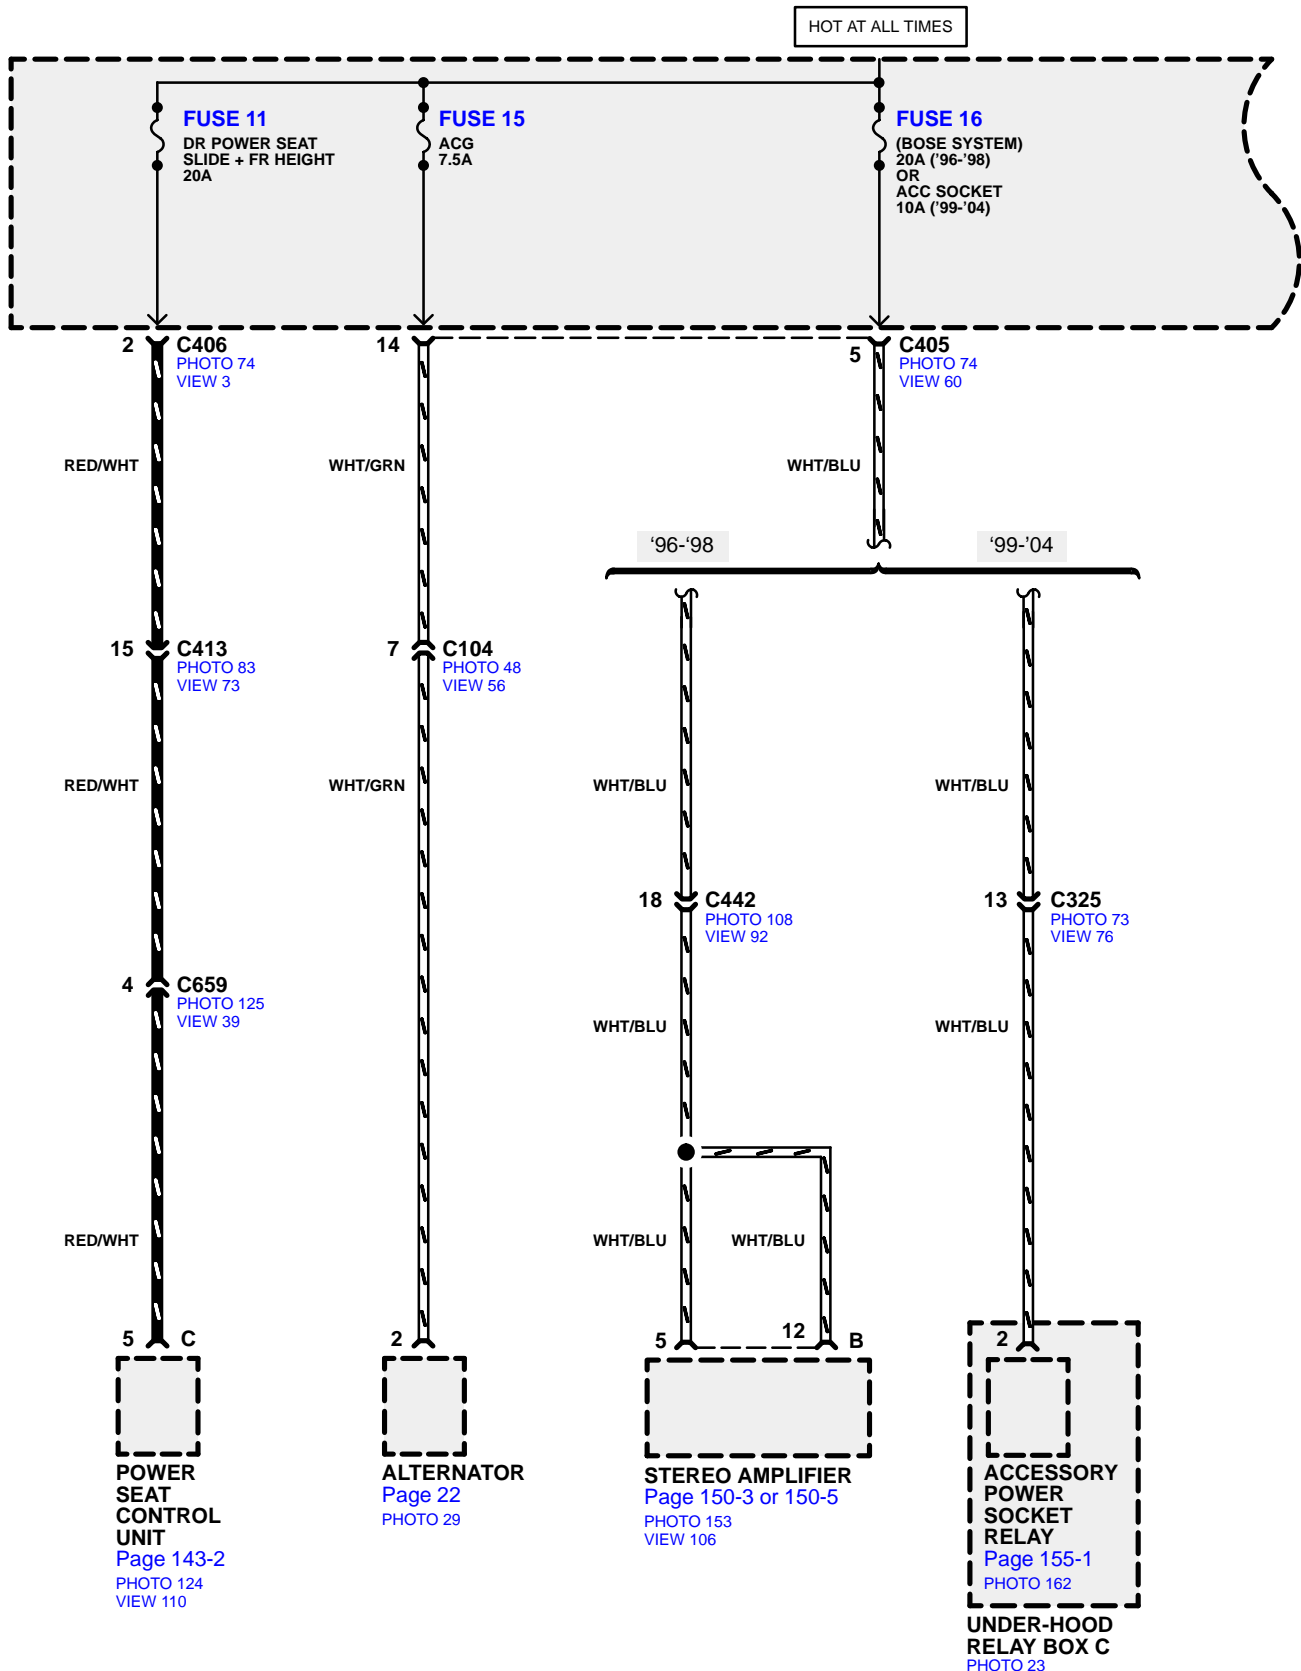 HOT AT ALL TIMES
FUSE 11
DR POWER SEAT
SLIDE + FR HEIGHT
20A
FUSE 15
ACG
7.5A
FUSE 16
(BOSE SYSTEM)
20A ('96-'98)
OR
ACC SOCKET
10A ('99-'04)
2
C406
PHOTO 74
VIEW 3
14
5
C405
PHOTO 74
VIEW 60
RED/WHT
WHT/GRN
WHT/BLU
‘96-‘98
‘99-’04
15
C413
PHOTO 83
VIEW 73
7
C104
PHOTO 48
VIEW 56
RED/WHT
WHT/GRN
WHT/BLU
WHT/BLU
18
C442
PHOTO 108
VIEW 92
13
C325
PHOTO 73
VIEW 76
4
C659
PHOTO 125
VIEW 39
WHT/BLU
WHT/BLU
RED/WHT
WHT/BLU
WHT/BLU
5
C
2
5
12
B
2
POWER
SEAT
CONTROL
UNIT
Page 143-2
PHOTO 124
VIEW 110
ALTERNATOR
Page 22
PHOTO 29
STEREO AMPLIFIER
Page 150-3 or 150-5
PHOTO 153
VIEW 106
ACCESSORY
POWER
SOCKET
RELAY
Page 155-1
PHOTO 162
UNDER-HOOD
RELAY BOX C
PHOTO 23